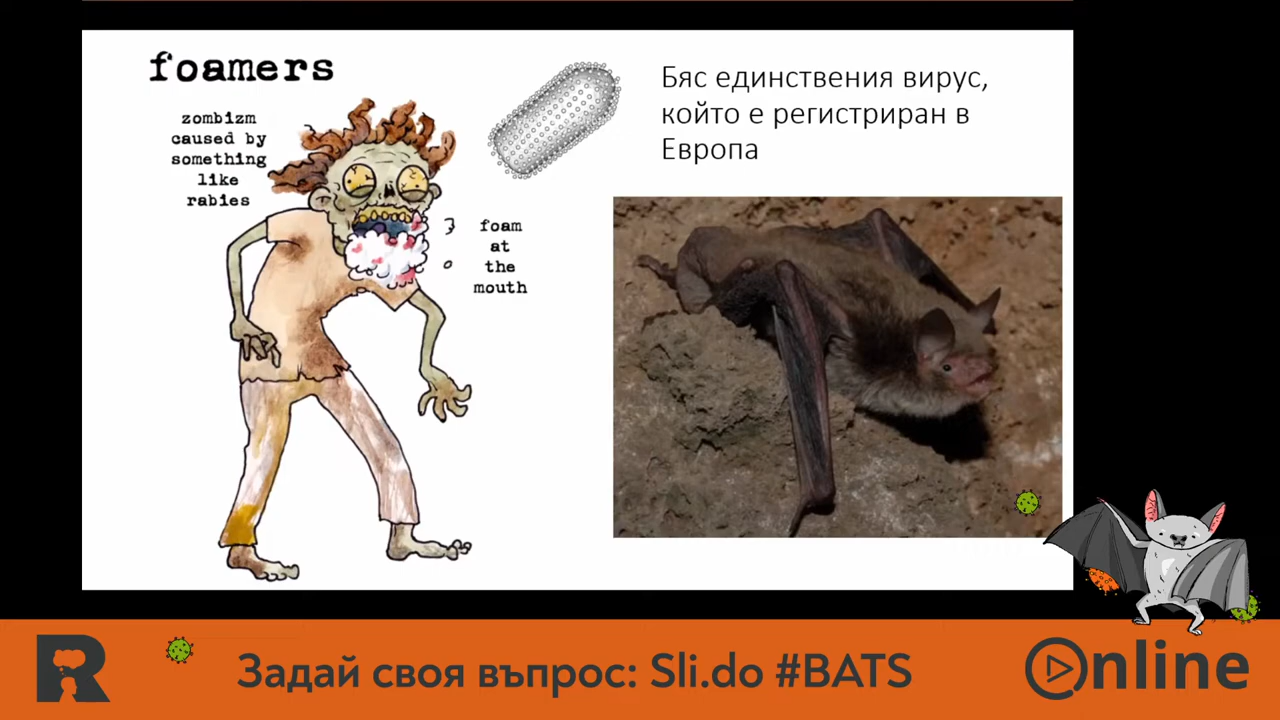 foamers
zombizm
caused by
something
like
rabies
foam
at
the
mouth
Бяс единствения вирус,
който е регистриран в
Европа
R
Задай своя въпрос: Sli.do #BATS
Online